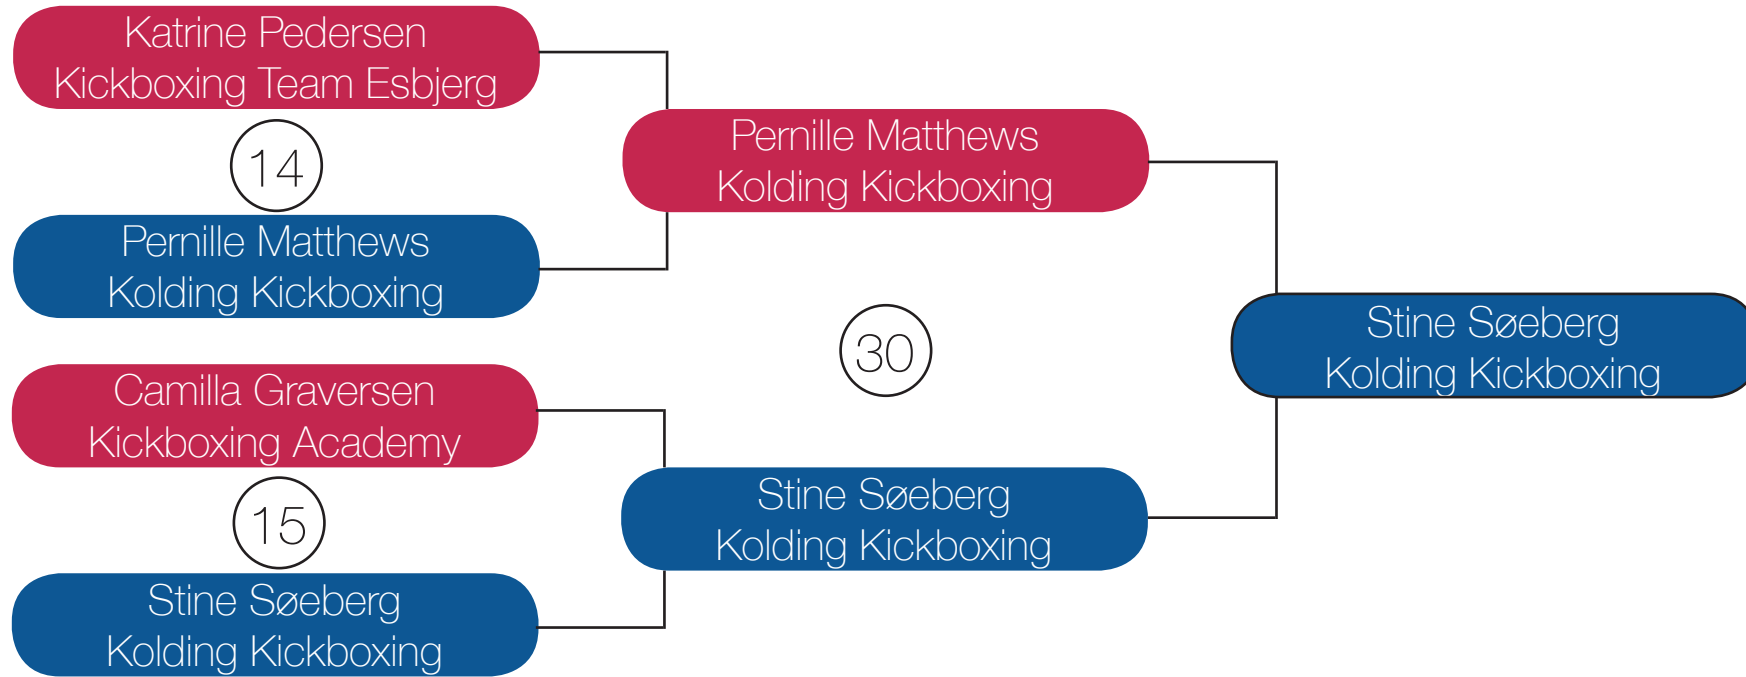 Katrine Pedersen
Kickboxing Team Esbjerg
14
Pernille Matthews
Kolding Kickboxing
Camilla Graversen
Kickboxing Academy
15
Stine Søeberg
Kolding Kickboxing
Pernille Matthews
Kolding Kickboxing
30
Stine Søeberg
Kolding Kickboxing
Stine Søeberg
Kolding Kickboxing